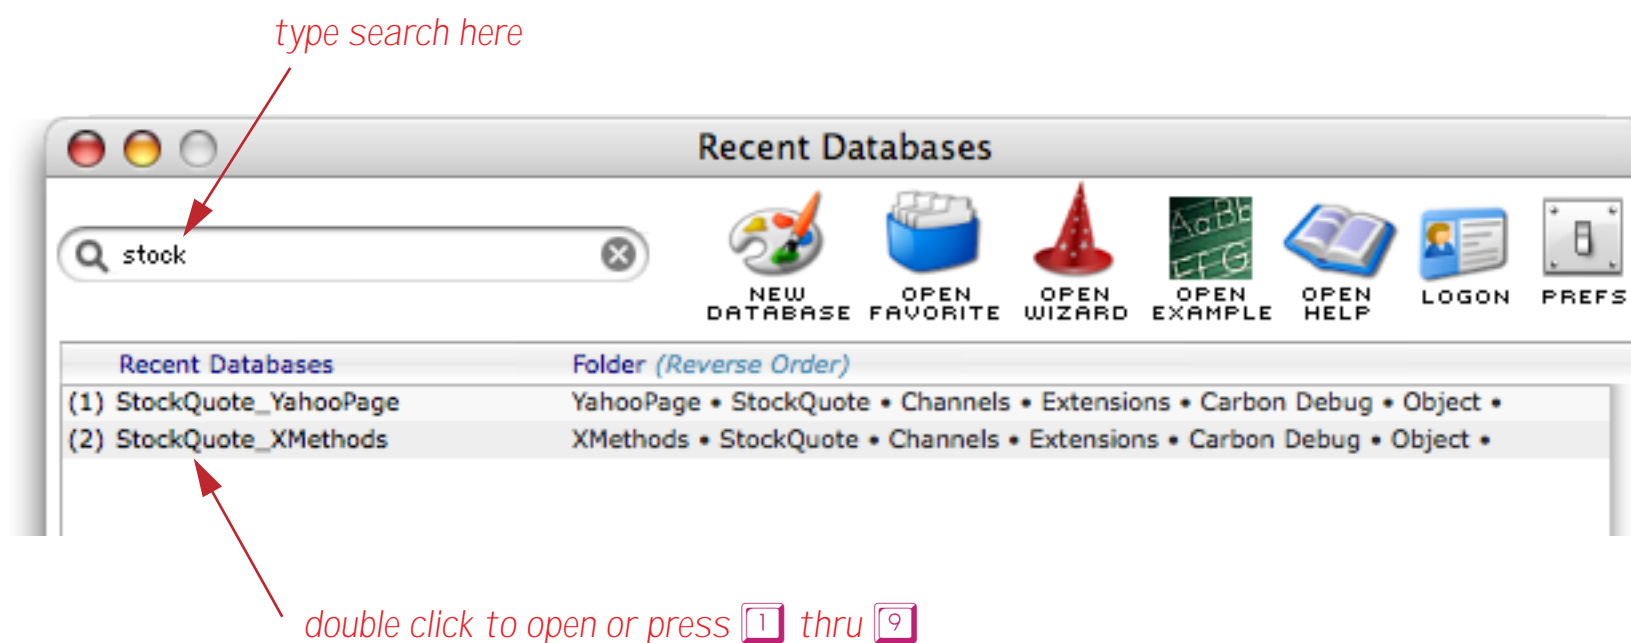 type search here
Recent Databases
stock
NEW DATABASE
OPEN FAVORITE
OPEN WIZARD
AaBb
EFFG
OPEN EXAMPLE
OPEN HELP
LOGON
PREFS
Recent Databases Folder (Reverse Order)
(1) StockQuote_YahooPage YahooPage • StockQuote • Channels • Extensions • Carbon Debug • Object •
(2) StockQuote_XMethods XMethods • StockQuote • Channels • Extensions • Carbon Debug • Object •
double click to open or press 1 thru 9